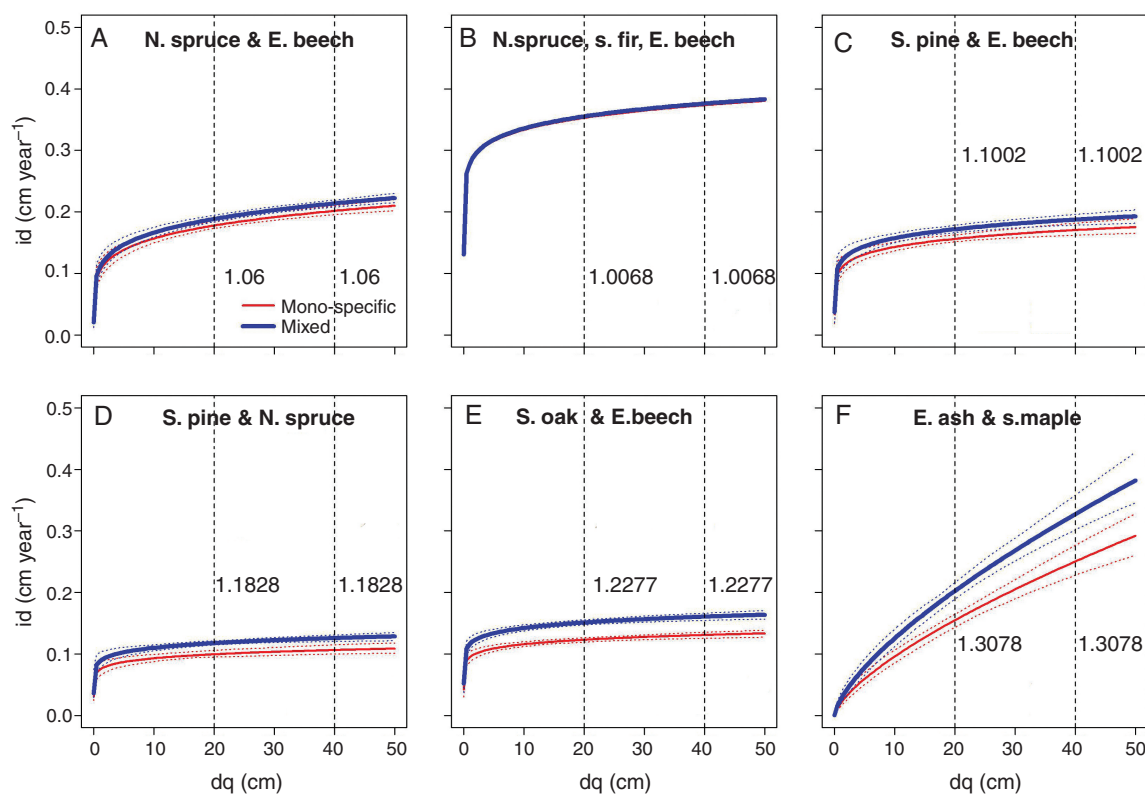 A N. spruce & E. beech
B N.spruce, s. fir, E. beech
C S. pine & E. beech
id (cm year⁻¹)
0.5
0.4
0.3
0.2
0.1
0.0
1.06 1.06
Mono-specific
Mixed
1.0068 1.0068
1.1002 1.1002
D S. pine & N. spruce
E S. oak & E.beech
F E. ash & s.maple
id (cm year⁻¹)
0.5
0.4
0.3
0.2
0.1
0.0
1.1828 1.1828
1.2277 1.2277
1.3078 1.3078
0 10 20 30 40 50
0 10 20 30 40 50
0 10 20 30 40 50
dq (cm)
dq (cm)
dq (cm)